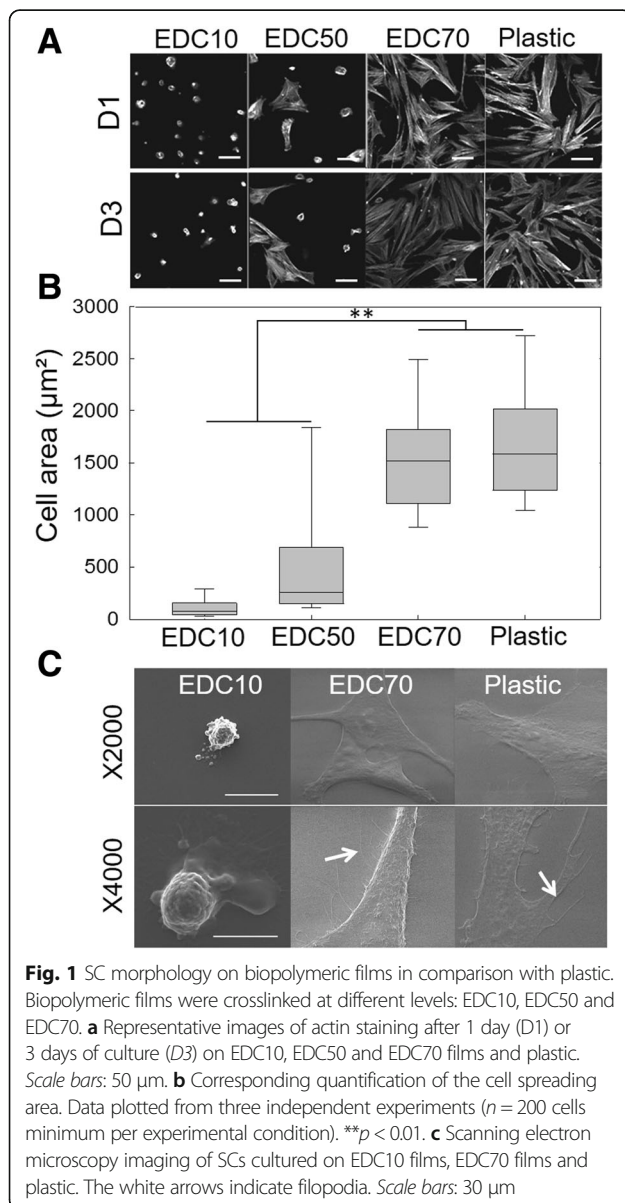 A
EDC10 EDC50 EDC70 Plastic
D1
D3
B
3000
**
2500
2000
1500
1000
500
0
Cell area (µm²)
EDC10 EDC50 EDC70 Plastic
C
EDC10 EDC70 Plastic
X2000
X4000
Fig. 1 SC morphology on biopolymeric films in comparison with plastic.
Biopolymeric films were crosslinked at different levels: EDC10, EDC50 and
EDC70. a Representative images of actin staining after 1 day (D1) or
3 days of culture (D3) on EDC10, EDC50 and EDC70 films and plastic.
Scale bars: 50 µm. b Corresponding quantification of the cell spreading
area. Data plotted from three independent experiments (n = 200 cells
minimum per experimental condition). **p < 0.01. c Scanning electron
microscopy imaging of SCs cultured on EDC10 films, EDC70 films and
plastic. The white arrows indicate filopodia. Scale bars: 30 µm